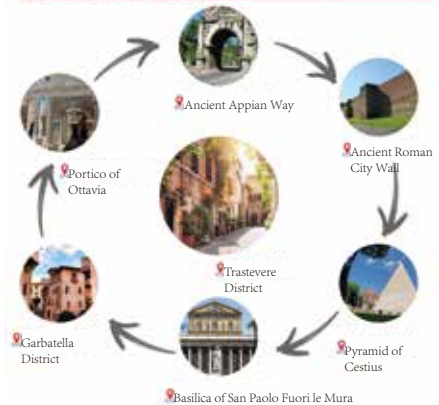 Ancient Appian Way
Ancient Roman
City Wall
Portico of
Ottavia
Trastevere
District
Garbatella
District
Pyramid of
Cestius
Basilica of San Paolo Fuori le Mura